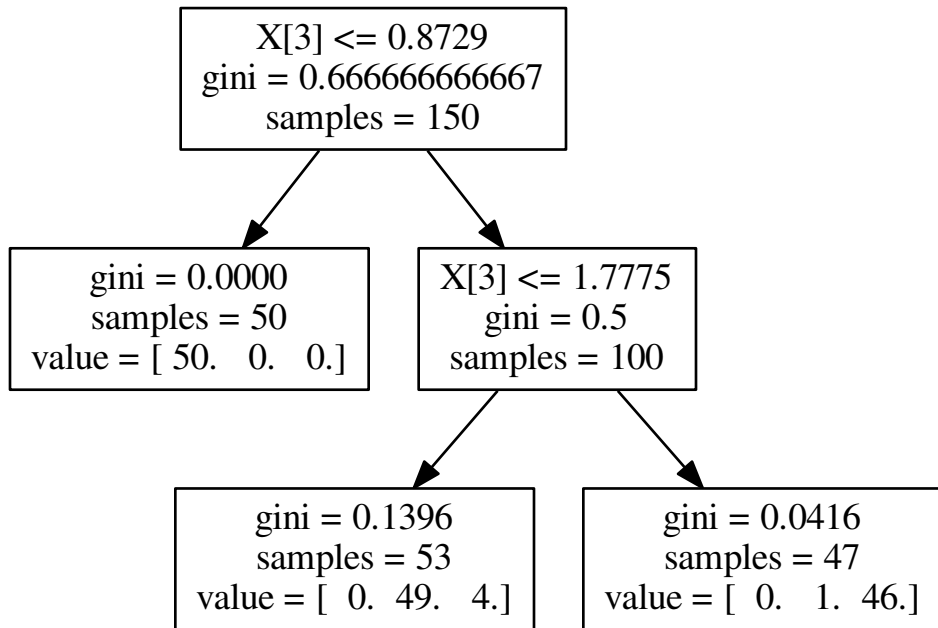 X[3] <= 0.8729
gini = 0.666666666667
samples = 150
gini = 0.0000
samples = 50
value = [ 50.   0.   0.]
X[3] <= 1.7775
gini = 0.5
samples = 100
gini = 0.1396
samples = 53
value = [  0.  49.   4.]
gini = 0.0416
samples = 47
value = [  0.   1.  46.]